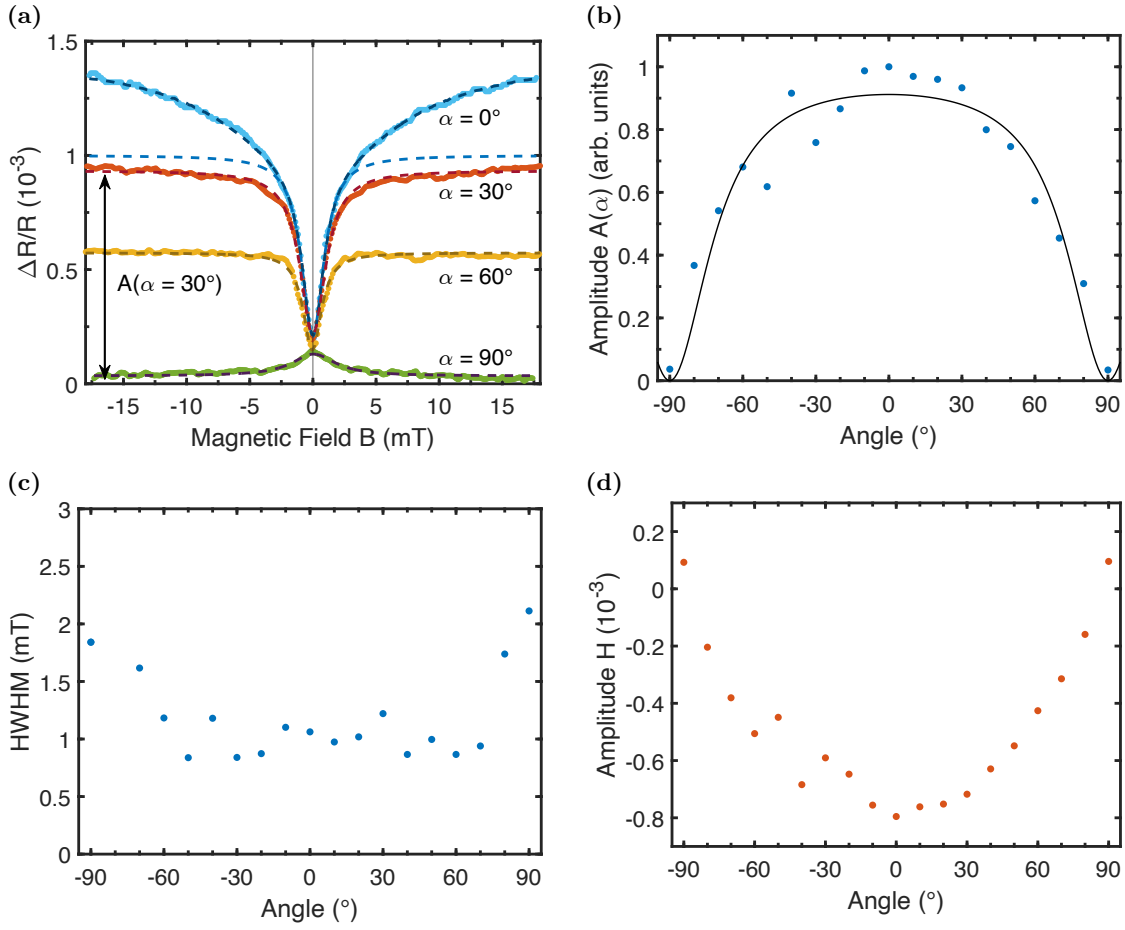 (a)
ΔR/R (10⁻³)
1.5
1
0.5
0
α = 0°
α = 30°
α = 60°
α = 90°
A(α = 30°)
-15 -10 -5 0 5 10 15
Magnetic Field B (mT)
(b)
Amplitude A(α) (arb. units)
1
0.8
0.6
0.4
0.2
0
-90 -60 -30 0 30 60 90
Angle (°)
(c)
HWHM (mT)
3
2.5
2
1.5
1
0.5
0
-90 -60 -30 0 30 60 90
Angle (°)
(d)
Amplitude H (10⁻³)
0.2
0
-0.2
-0.4
-0.6
-0.8
-90 -60 -30 0 30 60 90
Angle (°)